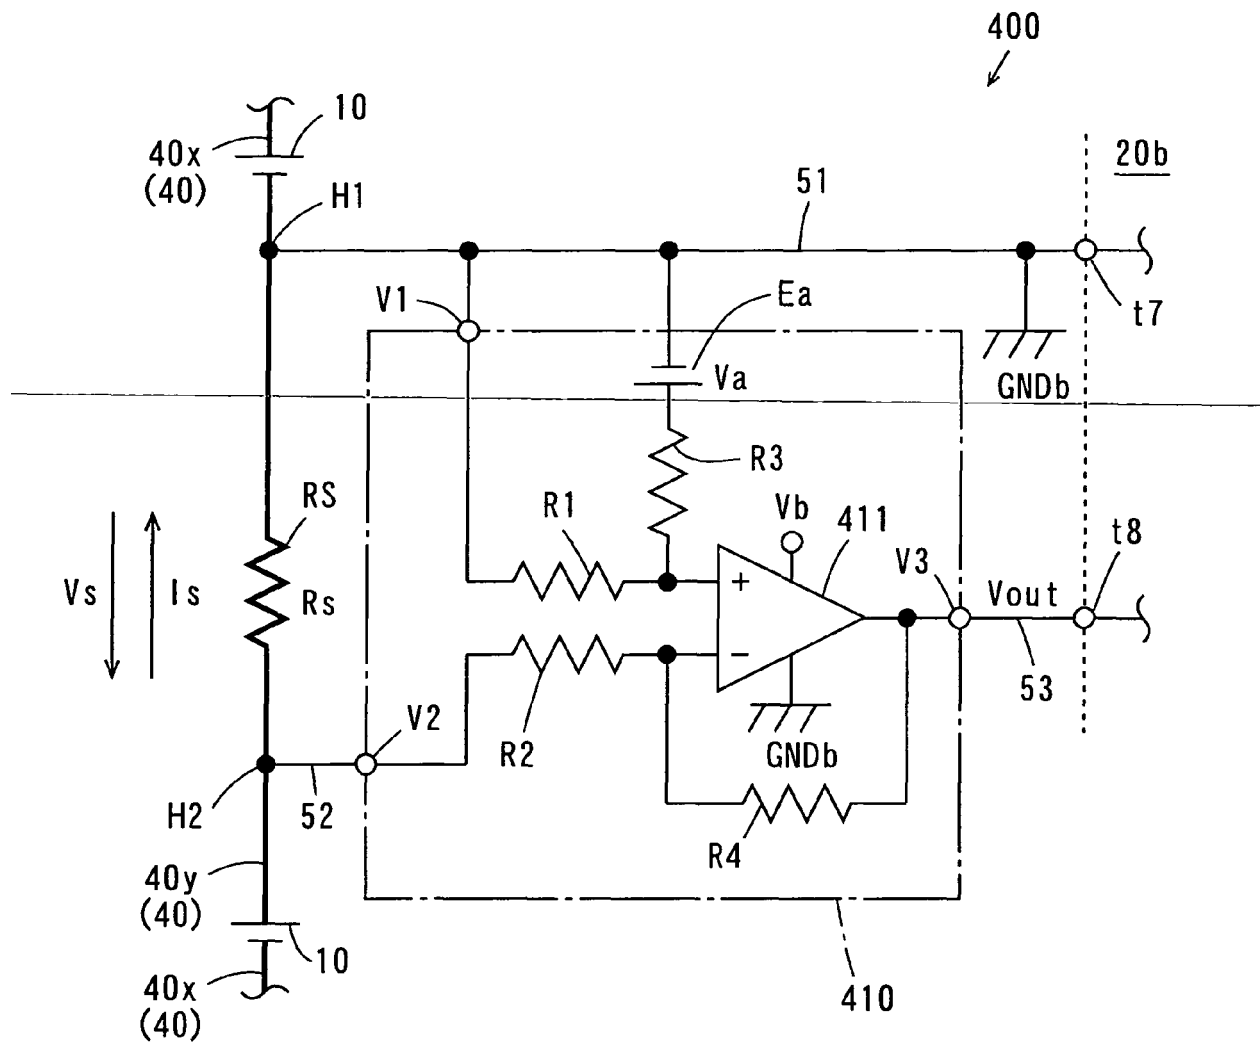 400
10
40x
(40)
20b
H1
51
V1
Ea
t7
Va
GNDb
R3
RS
R1
Vb
411
V3
t8
Vs
Is
Rs
+
Vout
−
53
V2
R2
GNDb
H2
52
R4
40y
(40)
10
40x
(40)
410